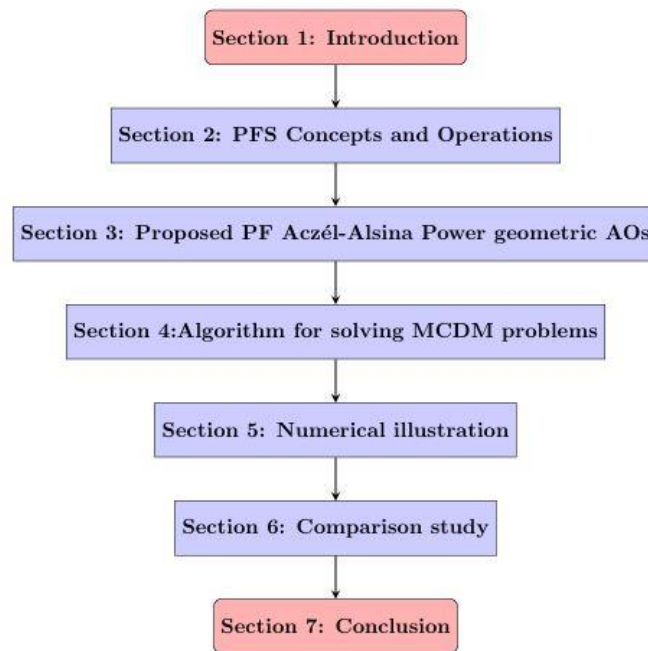 Section 1: Introduction
Section 2: PFS Concepts and Operations
Section 3: Proposed PF Aczél-Alsina Power geometric AOs
Section 4:Algorithm for solving MCDM problems
Section 5: Numerical illustration
Section 6: Comparison study
Section 7: Conclusion